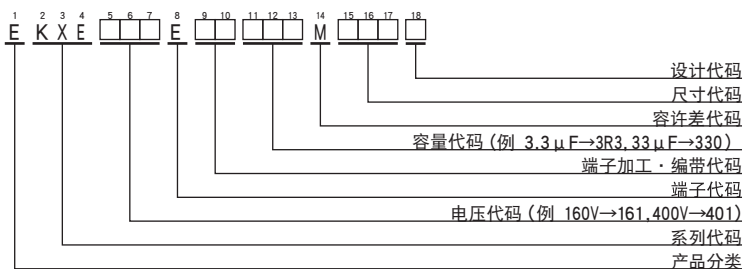 1 2 3 4 5 6 7 8 9 10 11 12 13 14 15 16 17 18
E KXE □□□ E □□ □□□ M □□□ □
设计代码
尺寸代码
容许差代码
容量代码(例 3.3μF→3R3,33μF→330)
端子加工・编带代码
端子代码
电压代码(例 160V→161,400V→401)
系列代码
产品分类